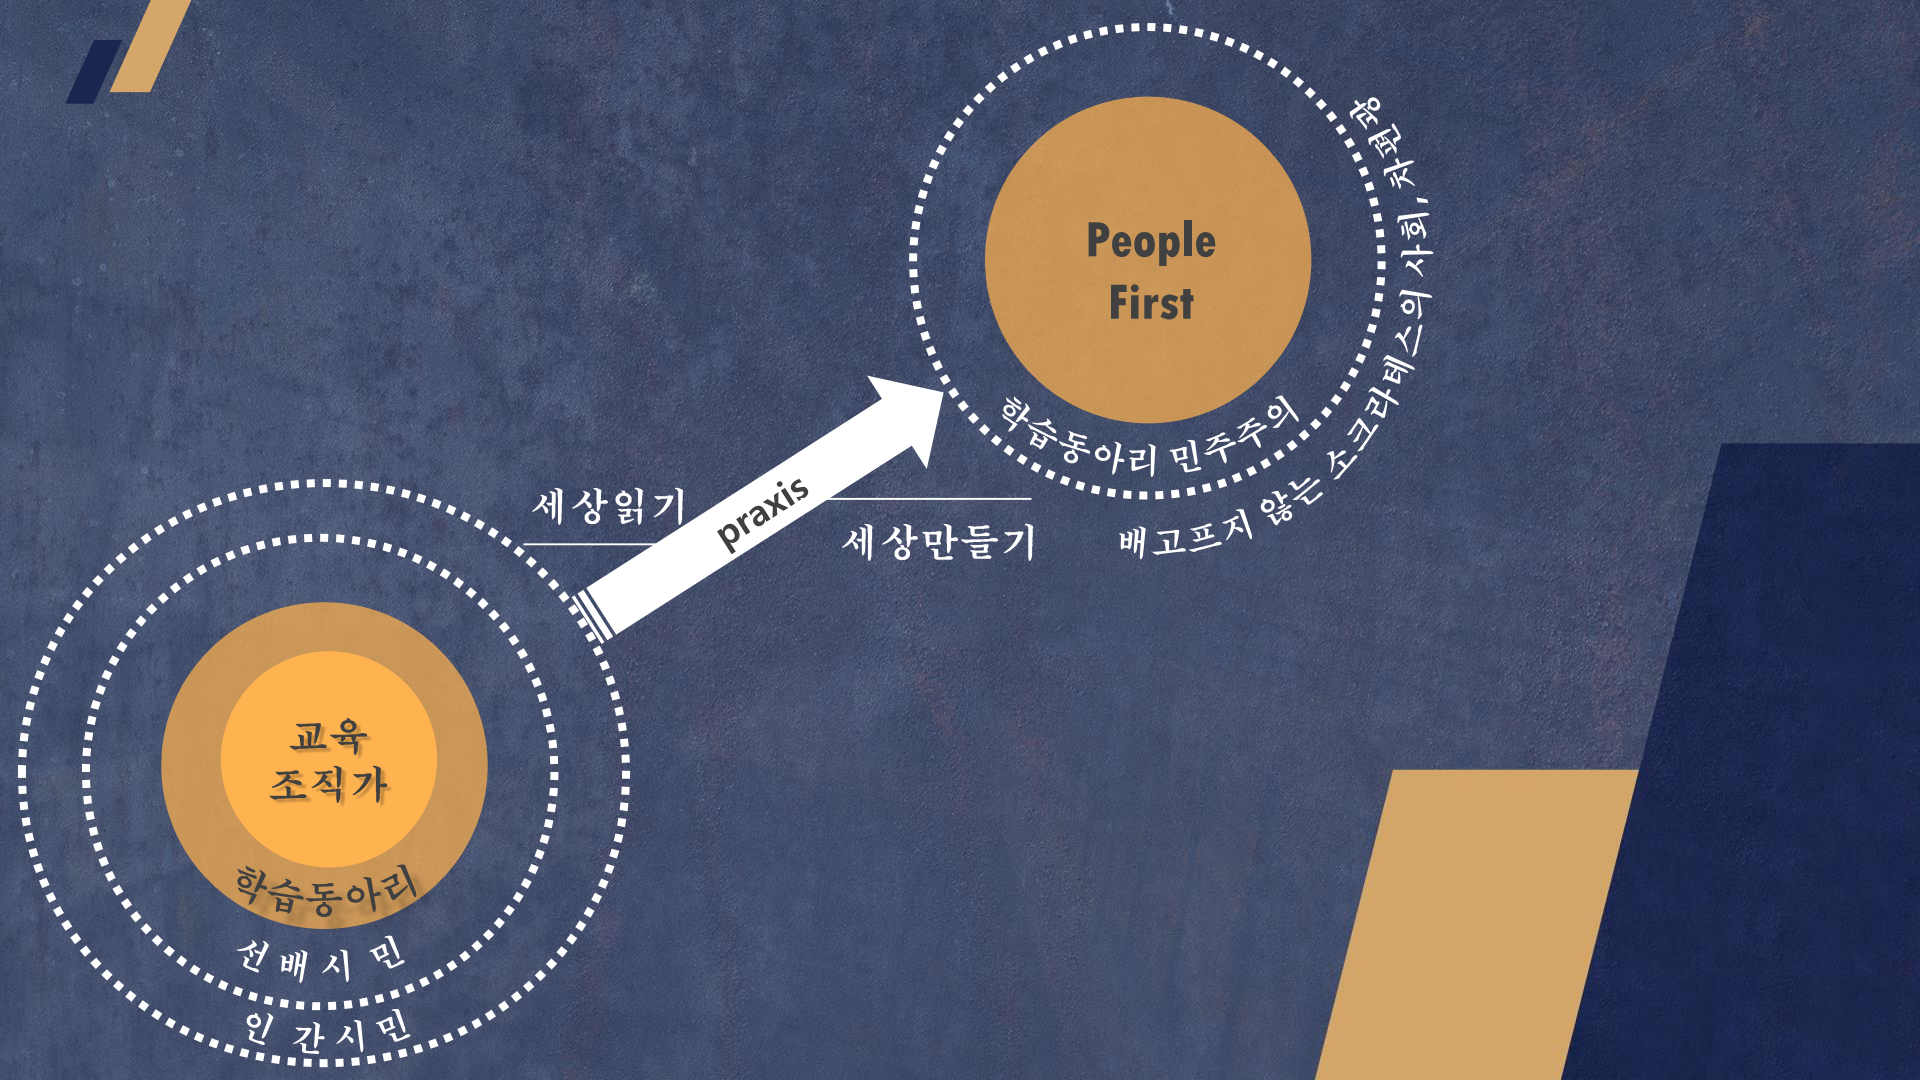 People
First
학습동아리 민주주의
배고프지 않는 소크라테스의 사회, 차련광
세상읽기
praxis
세상만들기
교육
조직가
학습동아리
선배시민
인간시민